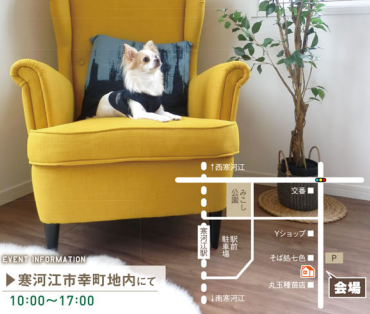 ↑西寒河江
みこし
公園
交番
寒河江駅
駅前
駐車場
Yショップ
そば処七色
P
丸玉種苗店
会場
↓南寒河江
EVENT INFORMATION
▶寒河江市幸町地内にて
10:00〜17:00